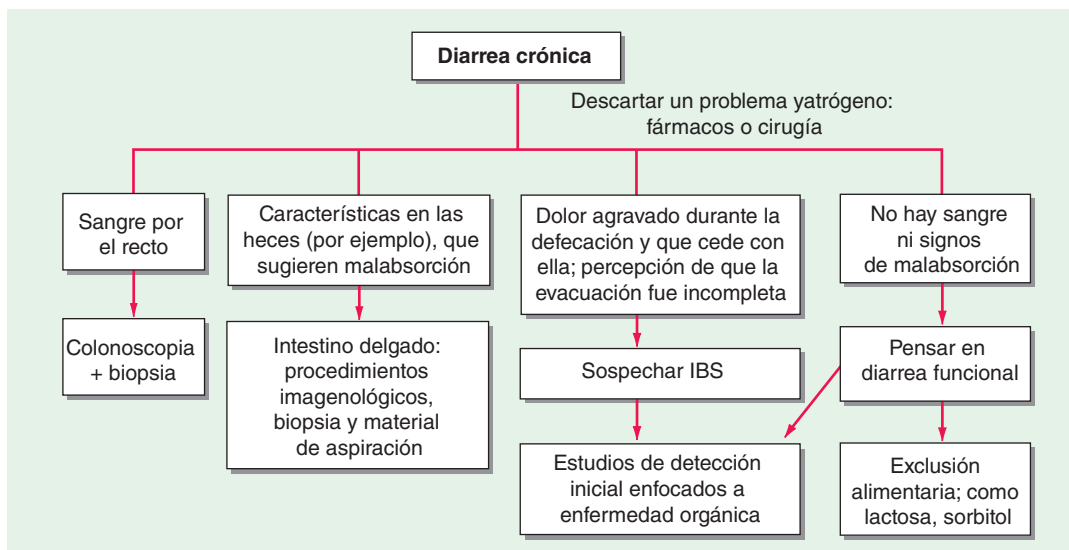 Diarrea crónica
Descartar un problema yatrógeno:
fármacos o cirugía
Sangre por
el recto
Características en las
heces (por ejemplo), que
sugieren malabsorción
Dolor agravado durante la
defecación y que cede con
ella; percepción de que la
evacuación fue incompleta
No hay sangre
ni signos
de malabsorción
Colonoscopia
+ biopsia
Intestino delgado:
procedimientos
imagenológicos,
biopsia y material
de aspiración
Sospechar IBS
Pensar en
diarrea funcional
Estudios de detección
inicial enfocados a
enfermedad orgánica
Exclusión
alimentaria; como
lactosa, sorbitol